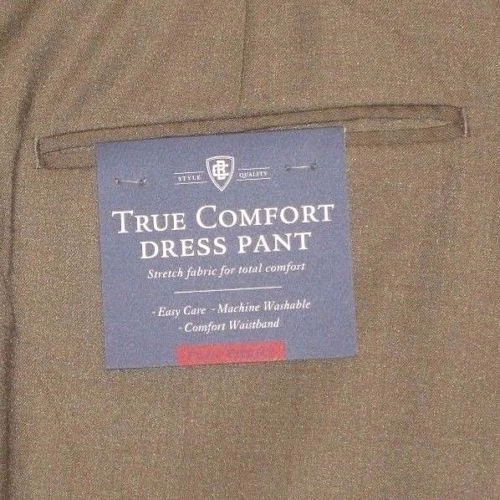 STYLE QUALITY
TRUE COMFORT
DRESS PANT
Stretch fabric for total comfort
- Easy Care - Machine Washable
- Comfort Waistband